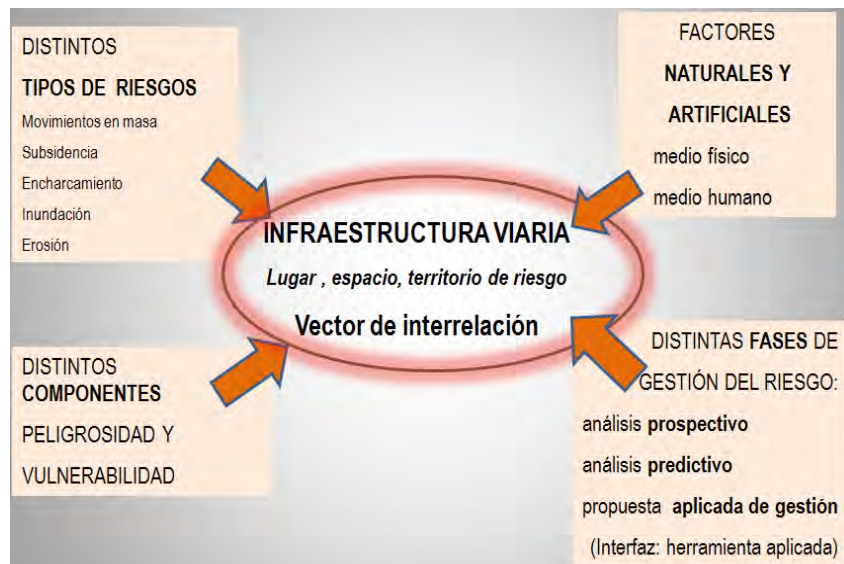 DISTINTOS
TIPOS DE RIESGOS
Movimientos en masa
Subsidencia
Encharcamiento
Inundación
Erosión
FACTORES
NATURALES Y
ARTIFICIALES
medio físico
medio humano
INFRAESTRUCTURA VIARIA
Lugar , espacio, territorio de riesgo
Vector de interrelación
DISTINTOS
COMPONENTES
PELIGROSIDAD Y
VULNERABILIDAD
DISTINTAS FASES DE
GESTIÓN DEL RIESGO:
análisis prospectivo
análisis predictivo
propuesta aplicada de gestión
(Interfaz: herramienta aplicada)